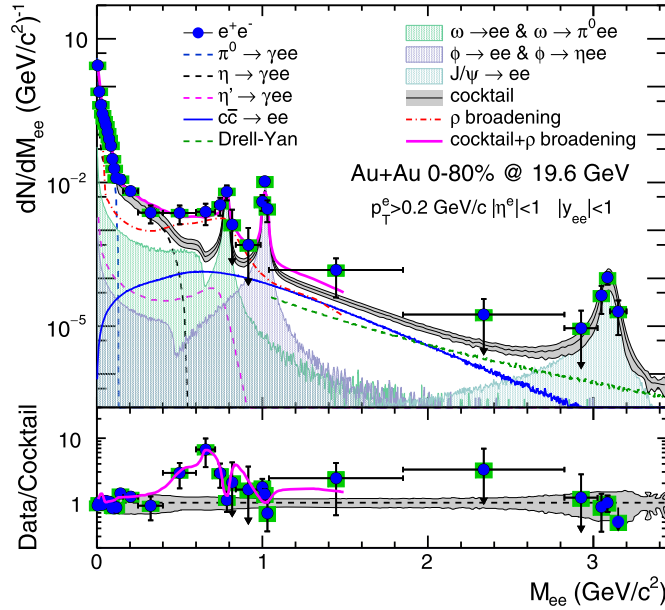 dN/dM_ee (GeV/c²)⁻¹
10
10⁻²
10⁻⁵
e⁺e⁻
π⁰ → γee
η → γee
η' → γee
cc̅ → ee
Drell-Yan
ω →ee & ω → π⁰ee
ϕ → ee & ϕ → ηee
J/ψ → ee
cocktail
ρ broadening
cocktail+ρ broadening
Au+Au 0-80% @ 19.6 GeV
p_T^e>0.2 GeV/c |η^e|<1 |y_ee|<1
Data/Cocktail
10
1
0 1 2 3
M_ee (GeV/c²)